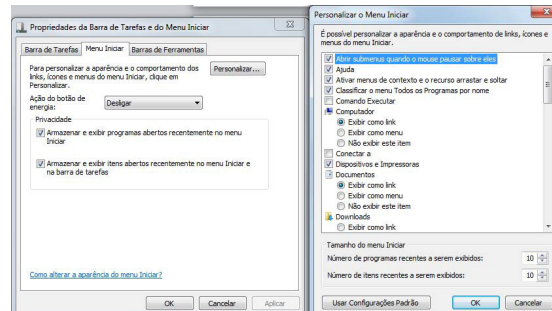 Propriedades da Barra de Tarefas e do Menu Iniciar
Barra de Tarefas Menu Iniciar Barras de Ferramentas
Para personalizar a aparência e o comportamento dos
links, ícones e menus do menu Iniciar, clique em
Personalizar.
Personalizar...
Ação do botão de
energia:
Desligar
Privacidade
Armazenar e exibir programas abertos recentemente no menu
Iniciar
Armazenar e exibir itens abertos recentemente no menu Iniciar e
na barra de tarefas
Como alterar a aparência do menu Iniciar?
OK Cancelar Aplicar
Personalizar o Menu Iniciar
É possível personalizar a aparência e o comportamento de links, ícones e
menus do menu Iniciar.
Abrir submenus quando o mouse pausar sobre eles
Ajuda
Ativar menus de contexto e o recurso arrastar e soltar
Classificar o menu Todos os Programas por nome
Comando Executar
Computador
Exibir como link
Exibir como menu
Não exibir este item
Conectar a
Dispositivos e Impressoras
Documentos
Exibir como link
Exibir como menu
Não exibir este item
Downloads
Exibir como link
Tamanho do menu Iniciar
Número de programas recentes a serem exibidos: 10
Número de itens recentes a serem exibidos: 10
Usar Configurações Padrão OK Cancelar